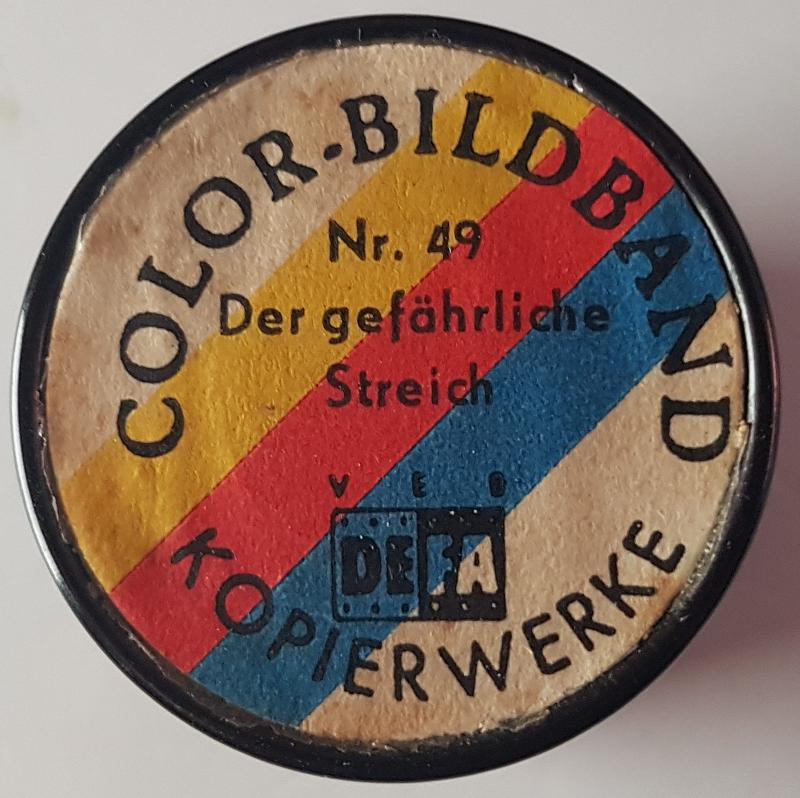 COLOR-BILDBAND
Nr. 49
Der gefährliche
Streich
VEB
DEFA
KOPIERWERKE